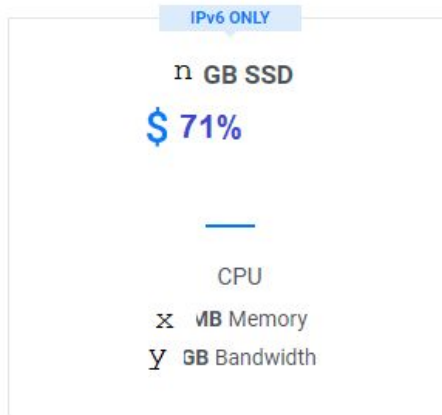 IPv6 ONLY
n GB SSD
$ 71%
CPU
x MB Memory
y GB Bandwidth